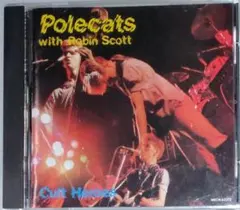 Polecats
with Robin Scott
Cult Heroes